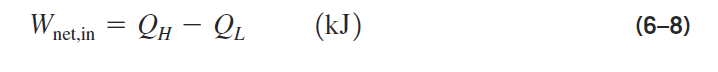 W_net,in = Q_H − Q_L (kJ) (6–8)